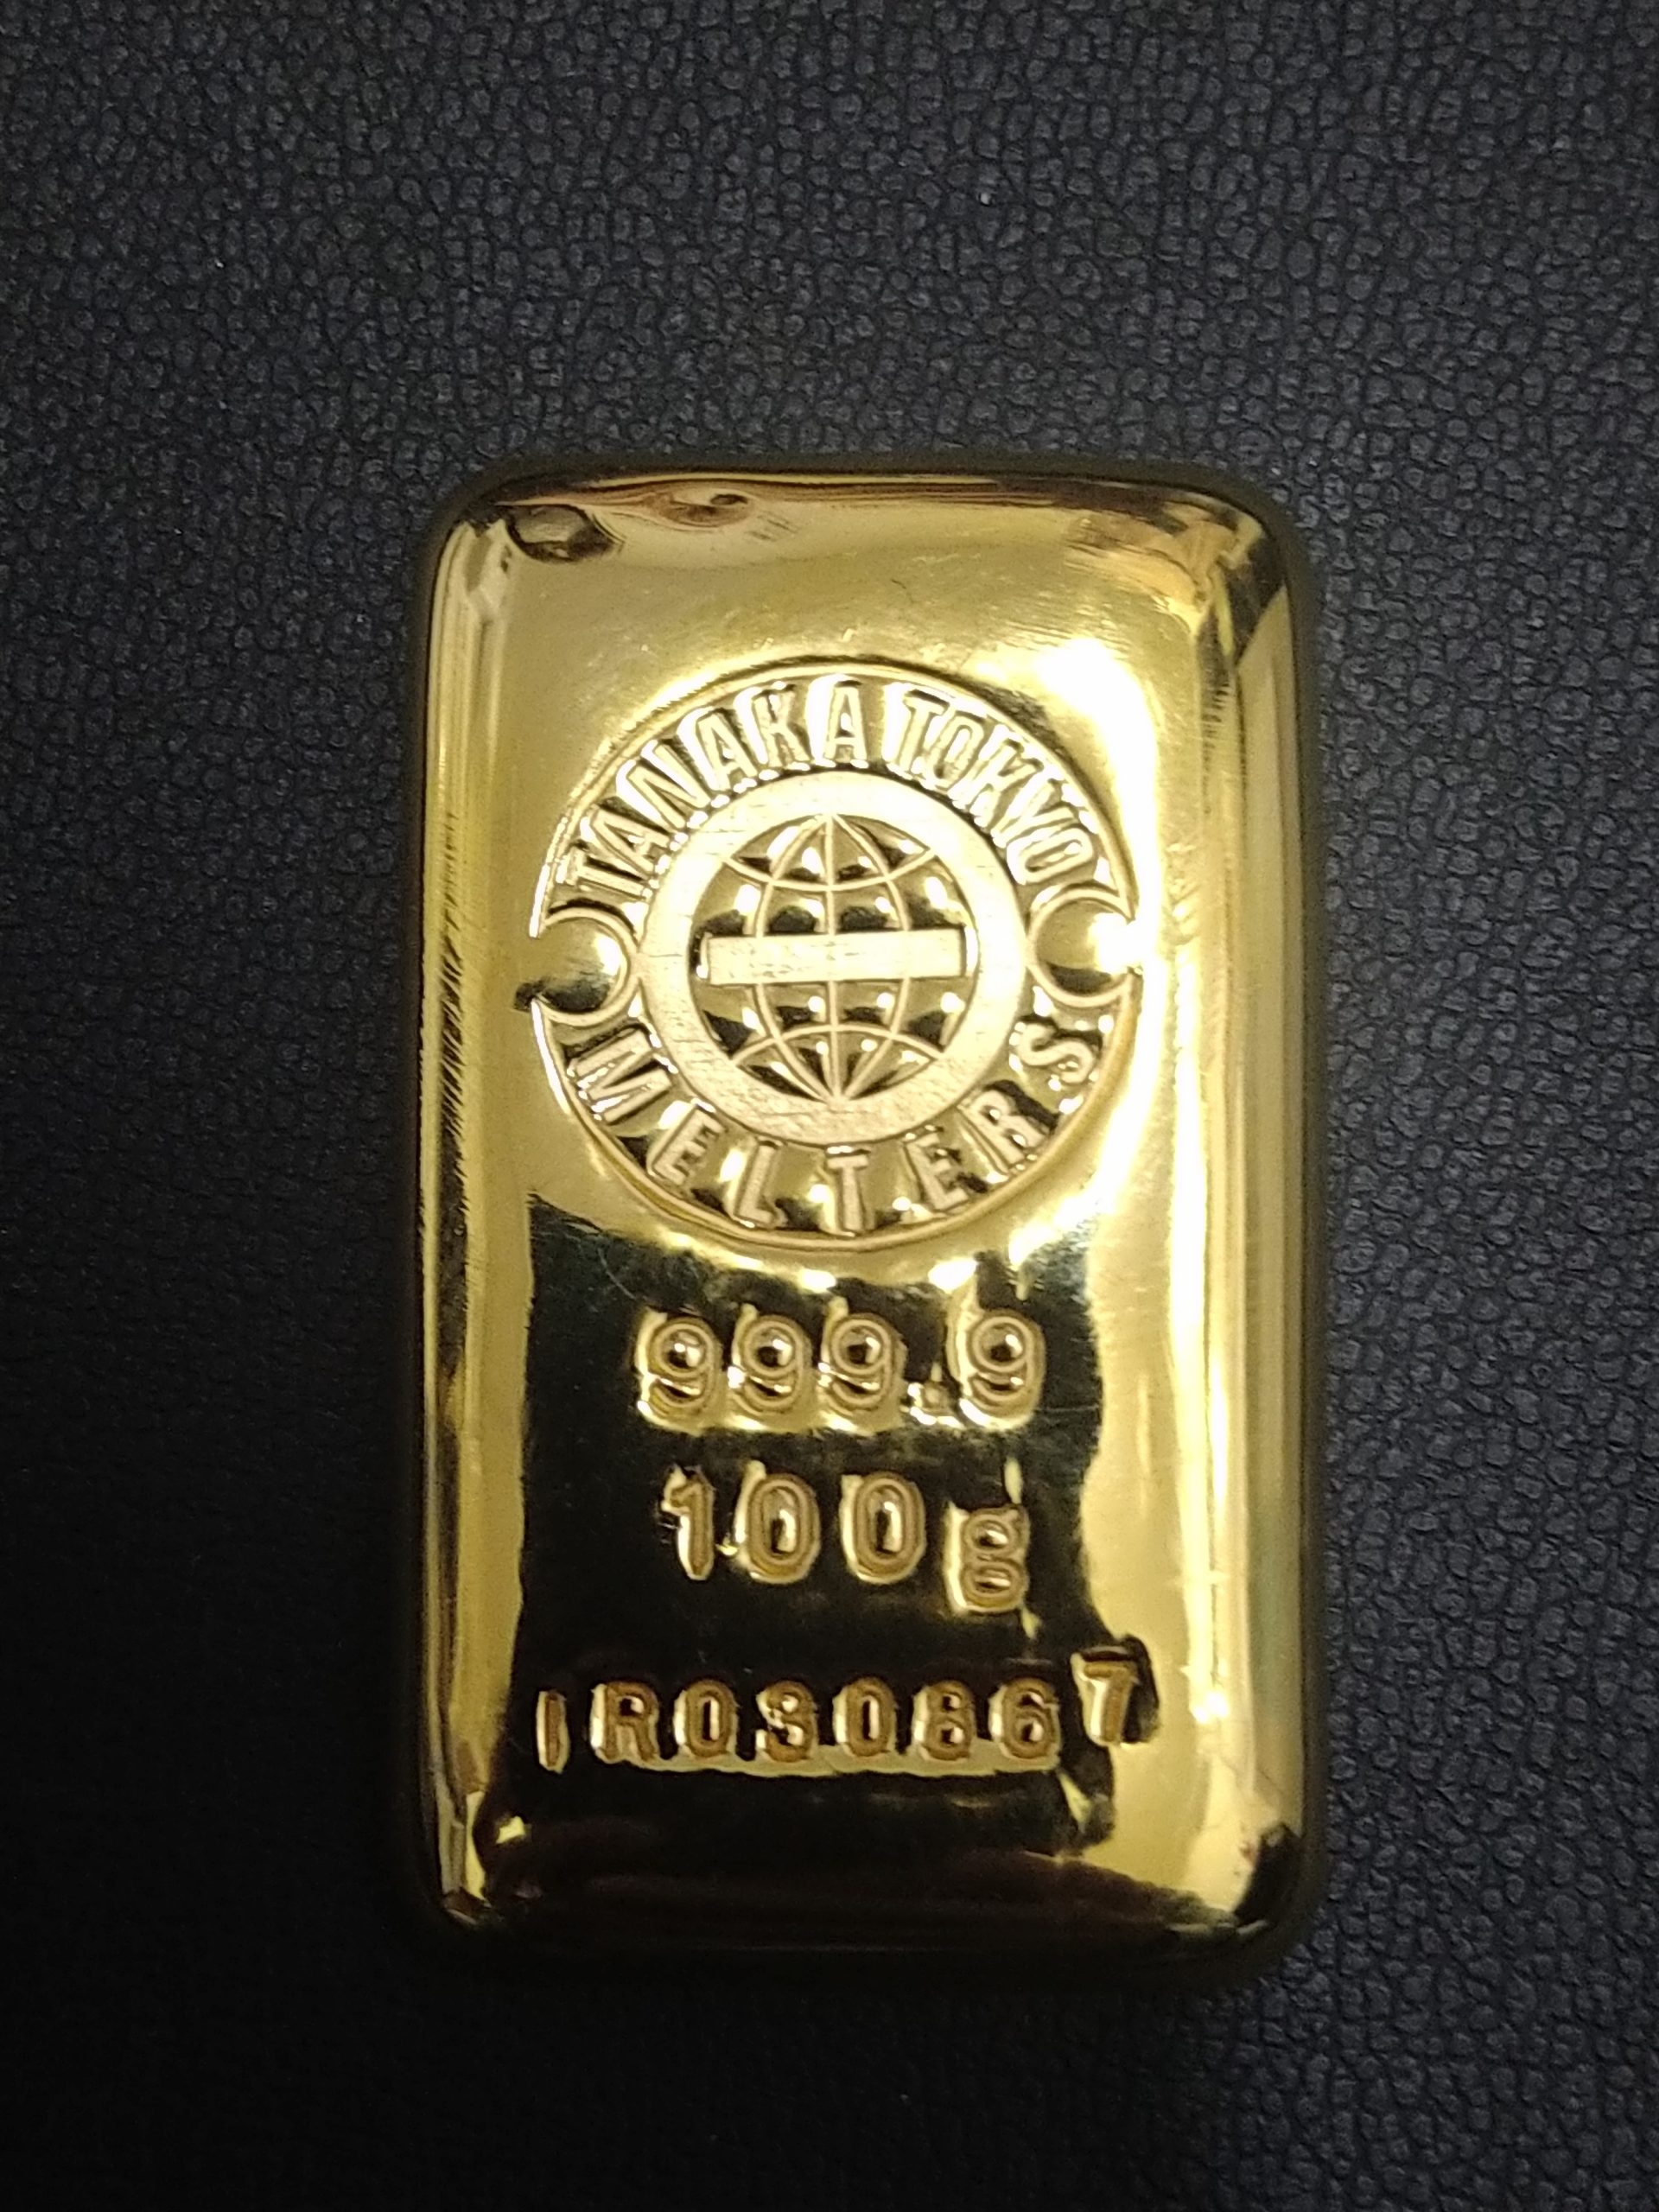 TANAKA TOKYO
MELTERS
999.9
100g
IR030867